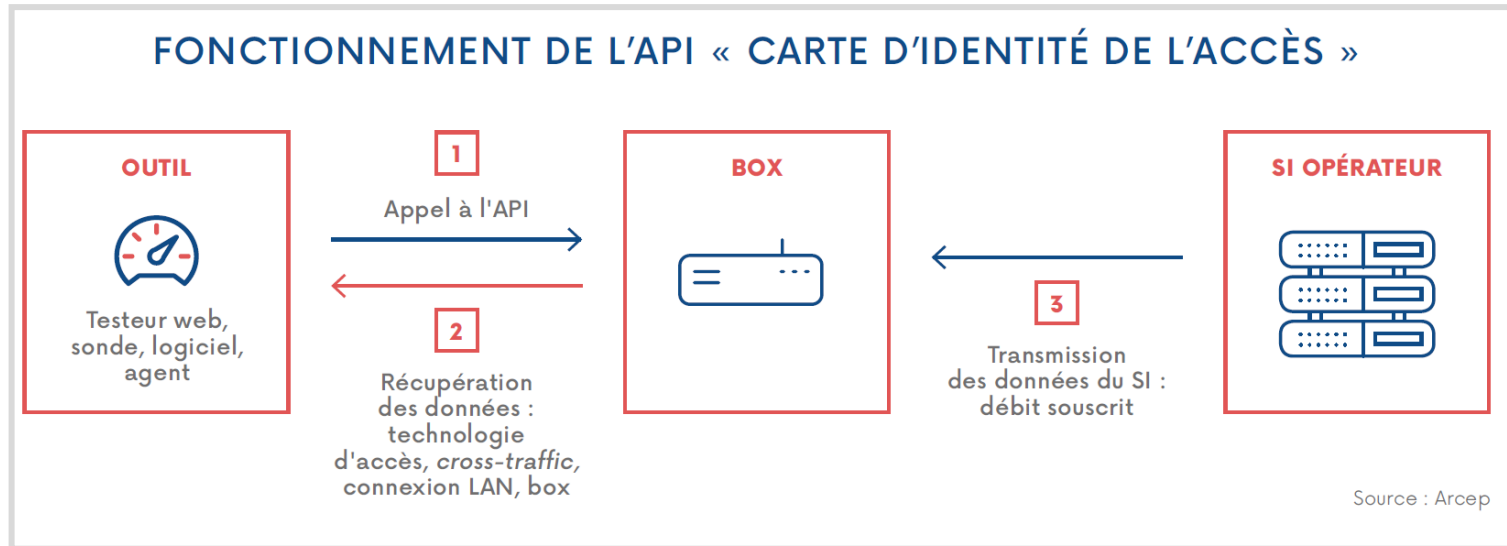 FONCTIONNEMENT DE L'API « CARTE D'IDENTITÉ DE L'ACCÈS »
OUTIL
Testeur web,
sonde, logiciel,
agent
1
Appel à l'API
2
Récupération
des données :
technologie
d'accès, cross-traffic,
connexion LAN, box
BOX
3
Transmission
des données du SI :
débit souscrit
SI OPÉRATEUR
Source : Arcep